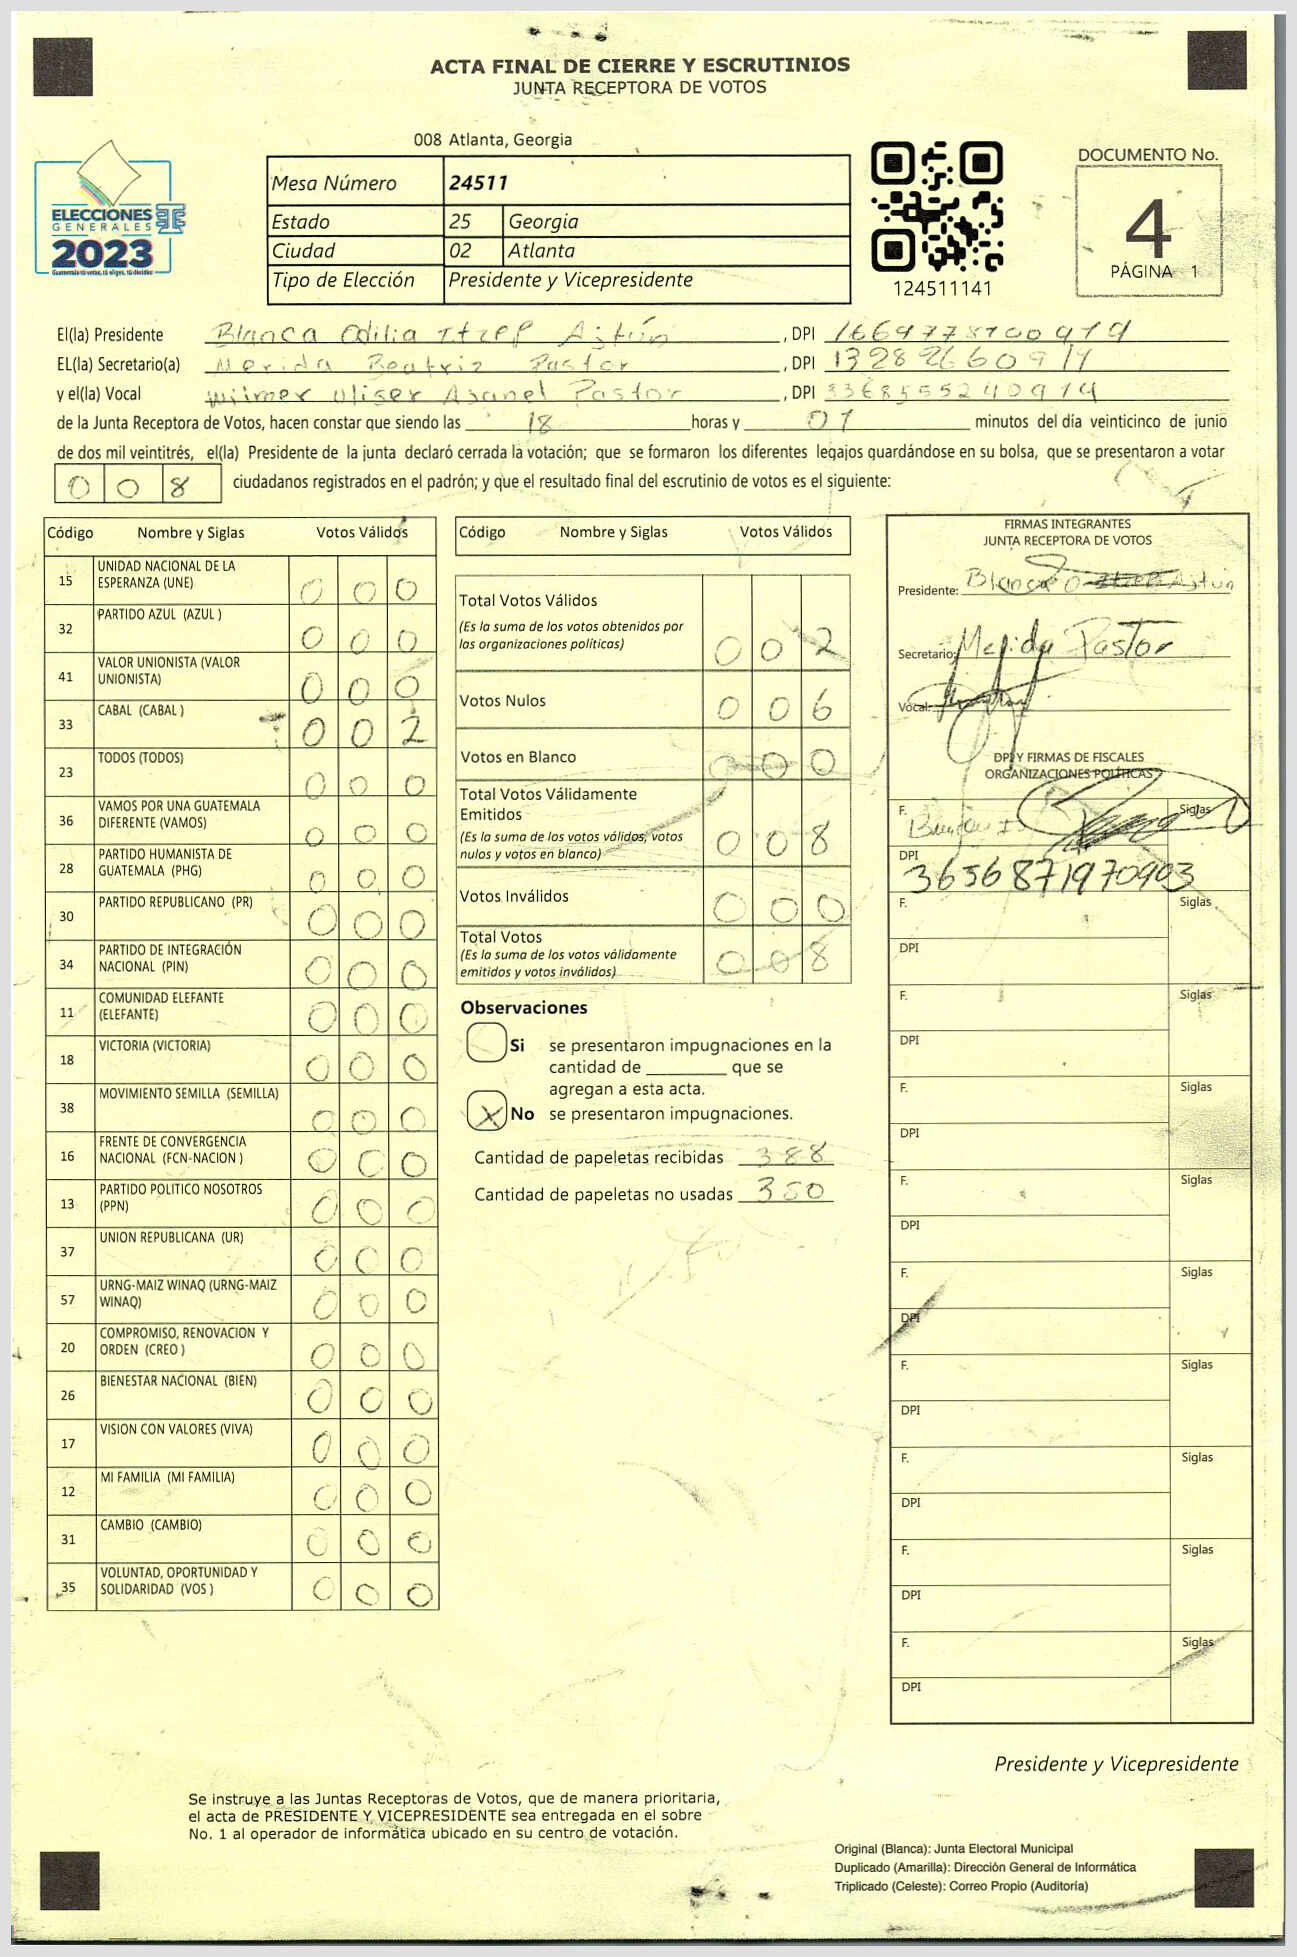 ACTA FINAL DE CIERRE Y ESCRUTINIOS
JUNTA RECEPTORA DE VOTOS
008 Atlanta, Georgia
Mesa Número 24511
Estado 25 Georgia
Ciudad 02 Atlanta
Tipo de Elección Presidente y Vicepresidente
ELECCIONES
GENERALES
2023
124511141
DOCUMENTO No.
4
PÁGINA 1
El(la) Presidente Blanca Odilia Itzep Ajtún, DPI
EL(la) Secretario(a) Merida Beatriz Pastor, DPI
y el(la) Vocal Wilmer Uliser Asanel Pastor, DPI
de la Junta Receptora de Votos, hacen constar que siendo las 18 horas y 01 minutos del día veinticinco de junio
de dos mil veintitrés, el(la) Presidente de la junta declaró cerrada la votación; que se formaron los diferentes legajos guardándose en su bolsa, que se presentaron a votar
0 0 8 ciudadanos registrados en el padrón; y que el resultado final del escrutinio de votos es el siguiente:
Código Nombre y Siglas Votos Válidos
15 UNIDAD NACIONAL DE LA ESPERANZA (UNE) 0 0 0
32 PARTIDO AZUL (AZUL ) 0 0 0
41 VALOR UNIONISTA (VALOR UNIONISTA) 0 0 0
33 CABAL (CABAL ) 0 0 2
23 TODOS (TODOS) 0 0 0
36 VAMOS POR UNA GUATEMALA DIFERENTE (VAMOS) 0 0 0
28 PARTIDO HUMANISTA DE GUATEMALA (PHG) 0 0 0
30 PARTIDO REPUBLICANO (PR) 0 0 0
34 PARTIDO DE INTEGRACIÓN NACIONAL (PIN) 0 0 0
11 COMUNIDAD ELEFANTE (ELEFANTE) 0 0 0
18 VICTORIA (VICTORIA) 0 0 0
38 MOVIMIENTO SEMILLA (SEMILLA) 0 0 0
16 FRENTE DE CONVERGENCIA NACIONAL (FCN-NACION ) 0 0 0
13 PARTIDO POLITICO NOSOTROS (PPN) 0 0 0
37 UNION REPUBLICANA (UR) 0 0 0
57 URNG-MAIZ WINAQ (URNG-MAIZ WINAQ) 0 0 0
20 COMPROMISO, RENOVACION Y ORDEN (CREO ) 0 0 0
26 BIENESTAR NACIONAL (BIEN) 0 0 0
17 VISION CON VALORES (VIVA) 0 0 0
12 MI FAMILIA (MI FAMILIA) 0 0 0
31 CAMBIO (CAMBIO) 0 0 0
35 VOLUNTAD, OPORTUNIDAD Y SOLIDARIDAD (VOS ) 0 0 0
Código Nombre y Siglas Votos Válidos
Total Votos Válidos 0 0 2
(Es la suma de los votos obtenidos por
las organizaciones políticas)
Votos Nulos 0 0 6
Votos en Blanco 0 0 0
Total Votos Válidamente
Emitidos 0 0 8
(Es la suma de los votos válidos, votos
nulos y votos en blanco)
Votos Inválidos 0 0 0
Total Votos 0 0 8
(Es la suma de los votos válidamente
emitidos y votos inválidos)
Observaciones
Si se presentaron impugnaciones en la
cantidad de ________ que se
agregan a esta acta.
X No se presentaron impugnaciones.
Cantidad de papeletas recibidas 388
Cantidad de papeletas no usadas 380
FIRMAS INTEGRANTES
JUNTA RECEPTORA DE VOTOS
Presidente: Blanca O Ajtún
Secretario: Merida Pastor
Vocal:
DPI Y FIRMAS DE FISCALES
ORGANIZACIONES POLÍTICAS
F. Siglas
DPI 3656871970903
F. Siglas
DPI
F. Siglas
DPI
F. Siglas
DPI
F. Siglas
DPI
F. Siglas
DPI
F. Siglas
DPI
F. Siglas
DPI
F. Siglas
DPI
F. Siglas
DPI
Presidente y Vicepresidente
Se instruye a las Juntas Receptoras de Votos, que de manera prioritaria,
el acta de PRESIDENTE Y VICEPRESIDENTE sea entregada en el sobre
No. 1 al operador de informática ubicado en su centro de votación.
Original (Blanca): Junta Electoral Municipal
Duplicado (Amarilla): Dirección General de Informática
Triplicado (Celeste): Correo Propio (Auditoría)